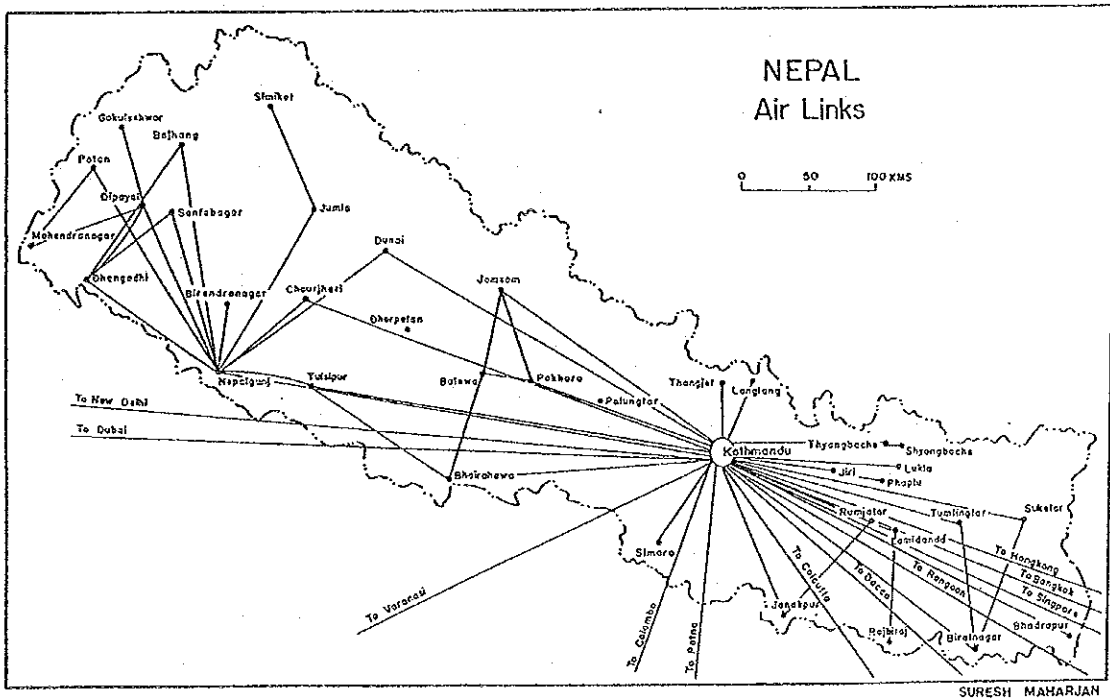 NEPAL
Air Links
0 50 100 KMS
Simikot
Gokuleshwor
Bajhang
Patan
Dipayal
Sanfebagar
Jumla
Mahendranagar
Dunai
Dhangadhi
Jomsom
Birendranagar
Chaurjhari
Dhorpatan
Nepalgunj
Tulsipur
Balewa
Pokhara
Thangjet
Langtang
Palungtar
To New Delhi
To Dubai
Kathmandu
Thyangboche
Shyangboche
Lukla
Jiri
Phaplu
Bhairahawa
Rumjatar
Tumlingtar
Suketar
Lamidanda
Simara
To Hongkong
To Bangkok
To Singpore
To Rangoon
To Dacca
To Calcutta
To Varanasi
To Colombo
To Patna
Janakpur
Rajbiraj
Biratnagar
Bhadrapur
SURESH MAHARJAN